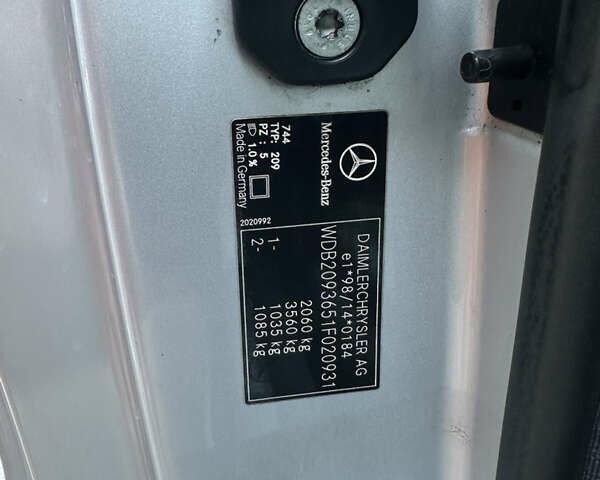 Mercedes-Benz
744
TYP: 209
PZ : 5
1.0%
Made in Germany
2020992
DAIMLERCHRYSLER AG
e1*98/14*0184
WDB2093651F020931
2060 kg
3560 kg
1- 1035 kg
2- 1085 kg